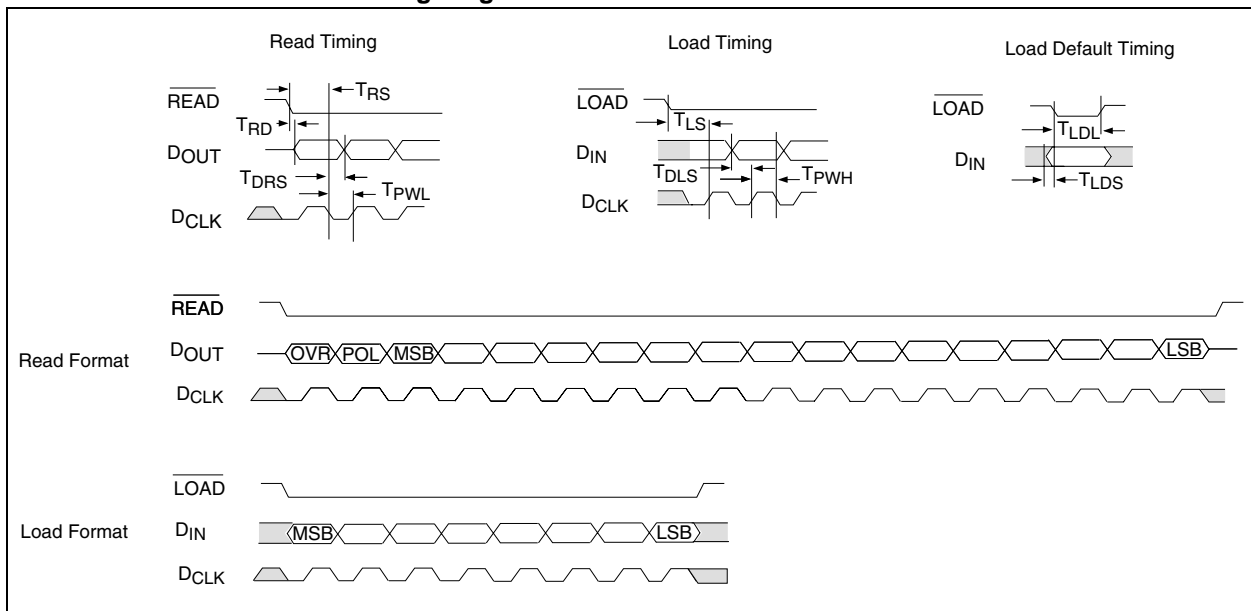 Read Timing
READ
TRS
TRD
DOUT
TDRS
TPWL
DCLK
Load Timing
LOAD
TLS
DIN
TDLS
TPWH
DCLK
Load Default Timing
LOAD
TLDL
DIN
TLDS
Read Format
READ
DOUT
OVR POL MSB LSB
DCLK
Load Format
LOAD
DIN
MSB LSB
DCLK